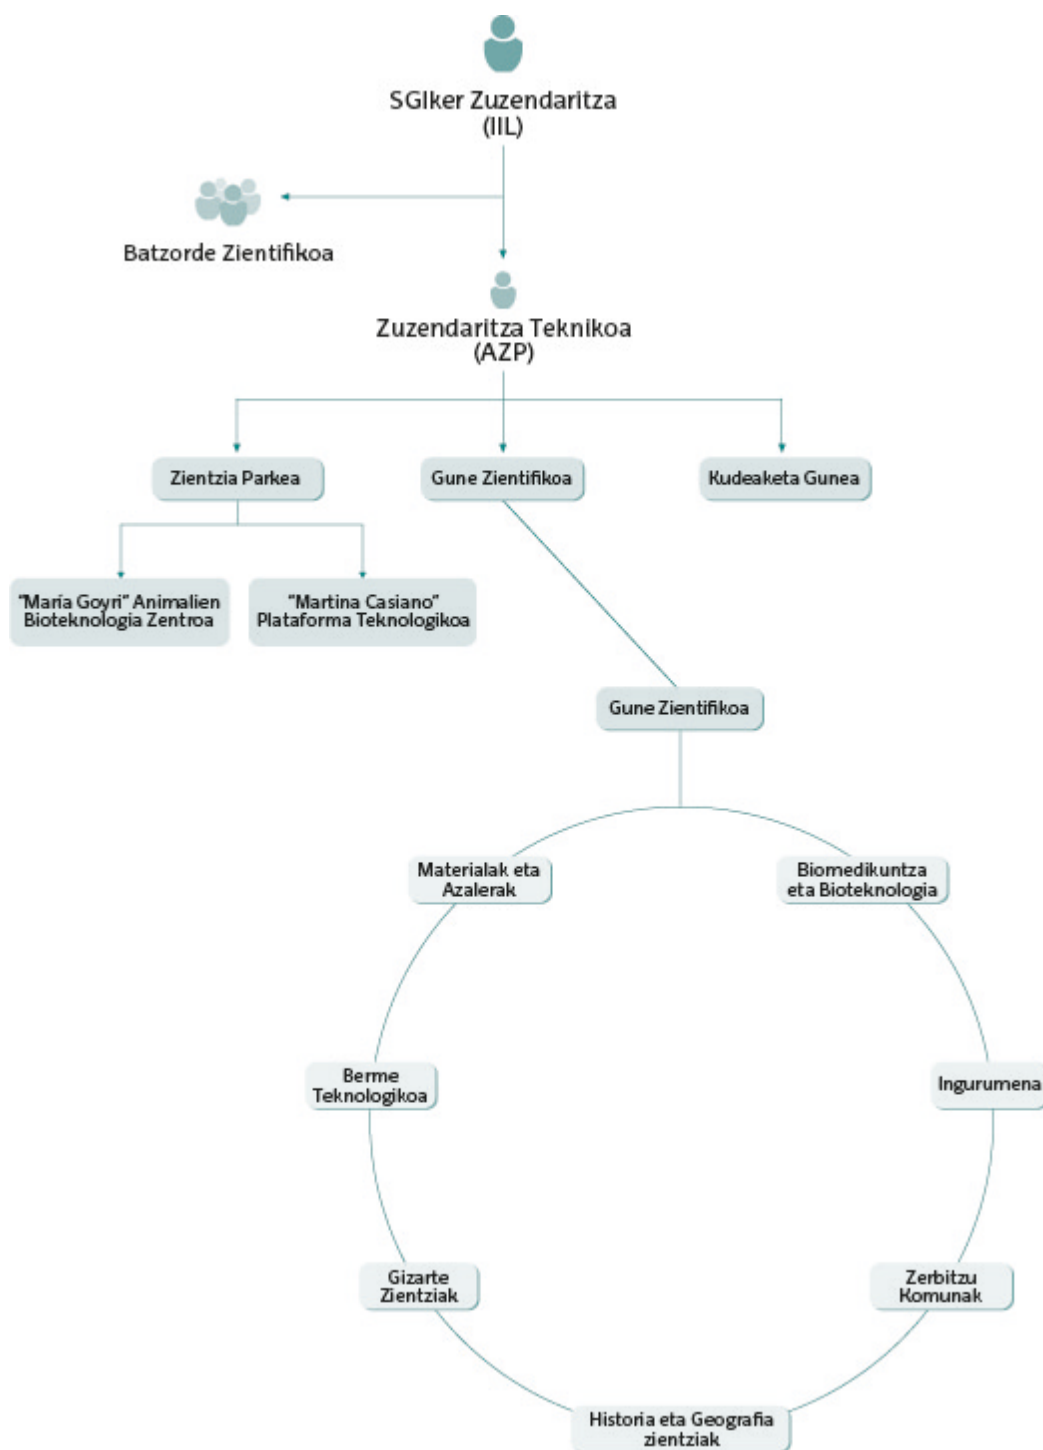 SGIker Zuzendaritza
(IIL)
Batzorde Zientifikoa
Zuzendaritza Teknikoa
(AZP)
Zientzia Parkea
Gune Zientifikoa
Kudeaketa Gunea
"María Goyri" Animalien
Bioteknologia Zentroa
"Martina Casiano"
Plataforma Teknologikoa
Gune Zientifikoa
Materialak eta
Azalerak
Biomedikuntza
eta Bioteknologia
Berme
Teknologikoa
Ingurumena
Gizarte
Zientziak
Zerbitzu
Komunak
Historia eta Geografia
zientziak